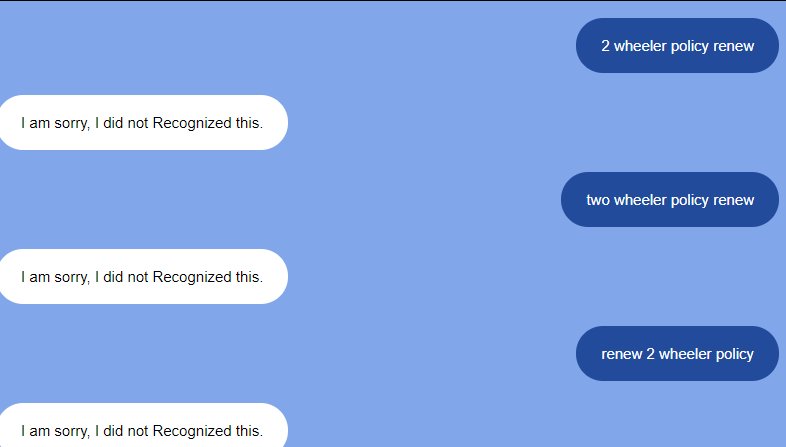 2 wheeler policy renew
I am sorry, I did not Recognized this.
two wheeler policy renew
I am sorry, I did not Recognized this.
renew 2 wheeler policy
I am sorry, I did not Recognized this.